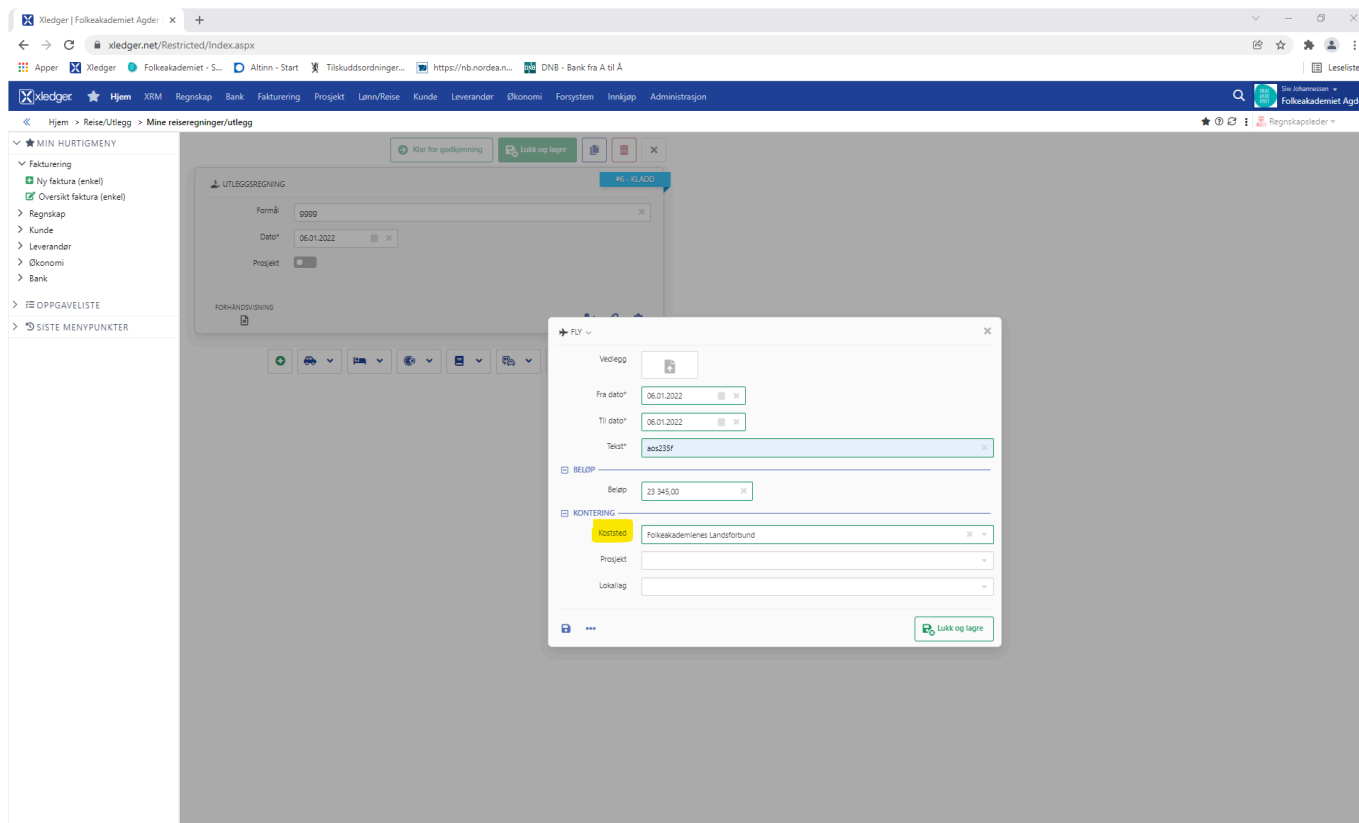 Xledger | Folkeakademiet Agder
xledger.net/Restricted/Index.aspx
Apper Xledger Folkeakademiet - S... Altinn - Start Tilskuddsordninger... https://nb.nordea.n... DNB - Bank fra A til Å Leseliste
xledger Hjem XRM Regnskap Bank Fakturering Prosjekt Lønn/Reise Kunde Leverandør Økonomi Forsystem Innkjøp Administrasjon
Siw Johannessen
Folkeakademiet Agd
Hjem > Reise/Utlegg > Mine reiseregninger/utlegg
Regnskapsleder
MIN HURTIGMENY
Fakturering
Ny faktura (enkel)
Oversikt faktura (enkel)
Regnskap
Kunde
Leverandør
Økonomi
Bank
OPPGAVELISTE
SISTE MENYPUNKTER
Klar for godkjenning Lukk og lagre
UTLEGGSREGNING #6 - KLADD
Formål 9999
Dato* 06.01.2022
Prosjekt
FORHÅNDSVISNING
FLY
Vedlegg
Fra dato* 06.01.2022
Til dato* 06.01.2022
Tekst* aos235f
BELØP
Beløp 23 345,00
KONTERING
Koststed Folkeakademienes Landsforbund
Prosjekt
Lokallag
Lukk og lagre